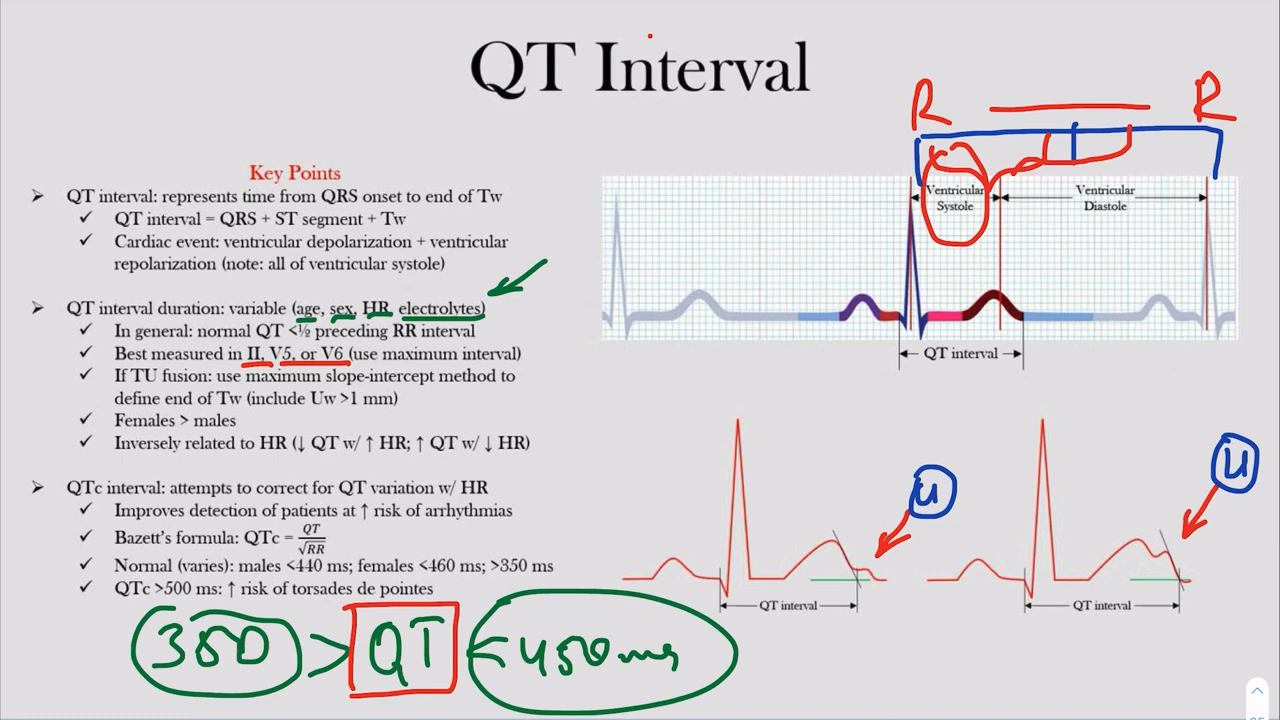 QT Interval
R
R
Key Points
➢ QT interval: represents time from QRS onset to end of Tw
✓ QT interval = QRS + ST segment + Tw
✓ Cardiac event: ventricular depolarization + ventricular
repolarization (note: all of ventricular systole)
➢ QT interval duration: variable (age, sex, HR, electrolytes)
✓ In general: normal QT <½ preceding RR interval
✓ Best measured in II, V5, or V6 (use maximum interval)
✓ If TU fusion: use maximum slope-intercept method to
define end of Tw (include Uw >1 mm)
✓ Females > males
✓ Inversely related to HR (↓ QT w/ ↑ HR; ↑ QT w/ ↓ HR)
➢ QTc interval: attempts to correct for QT variation w/ HR
✓ Improves detection of patients at ↑ risk of arrhythmias
✓ Bazett's formula: QTc = QT/√RR
✓ Normal (varies): males <440 ms; females <460 ms; >350 ms
✓ QTc >500 ms: ↑ risk of torsades de pointes
350 > QT < 450ms
Ventricular
Systole
Ventricular
Diastole
QT interval
U
U
QT interval
QT interval